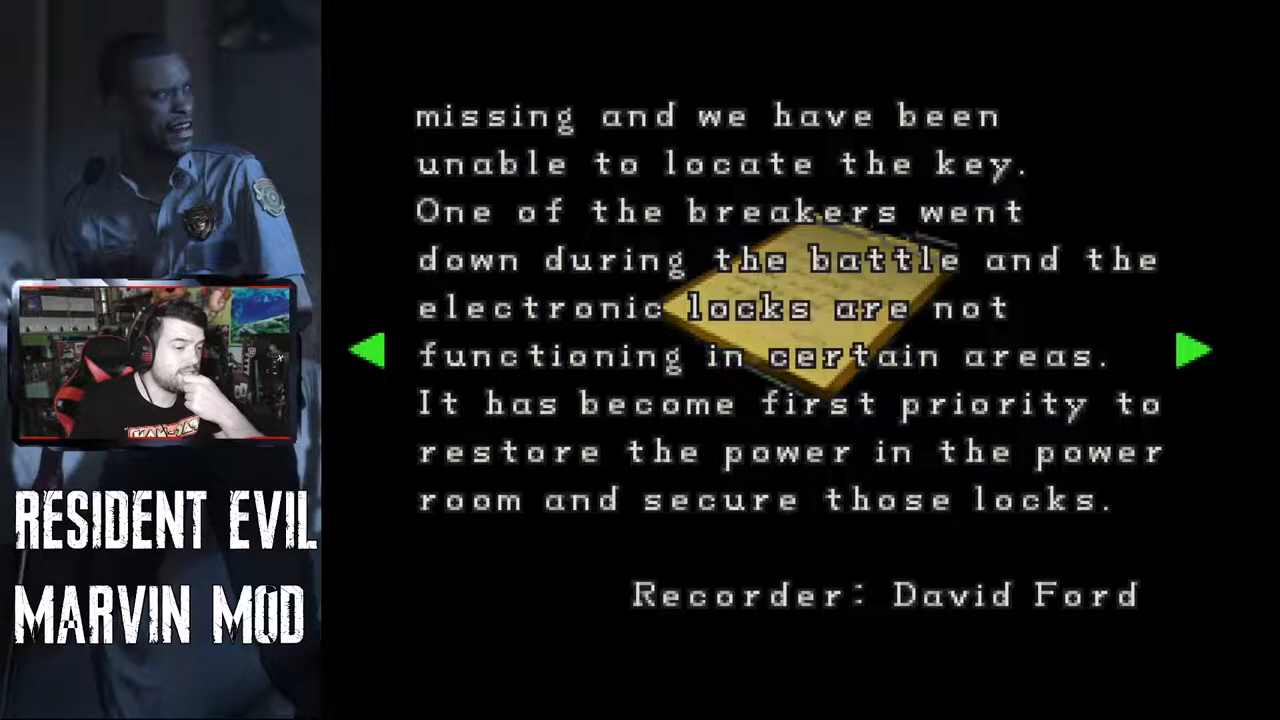 missing and we have been
unable to locate the key.
One of the breakers went
down during the battle and the
electronic locks are not
functioning in certain areas.
It has become first priority to
restore the power in the power
room and secure those locks.
Recorder: David Ford
RESIDENT EVIL
MARVIN MOD